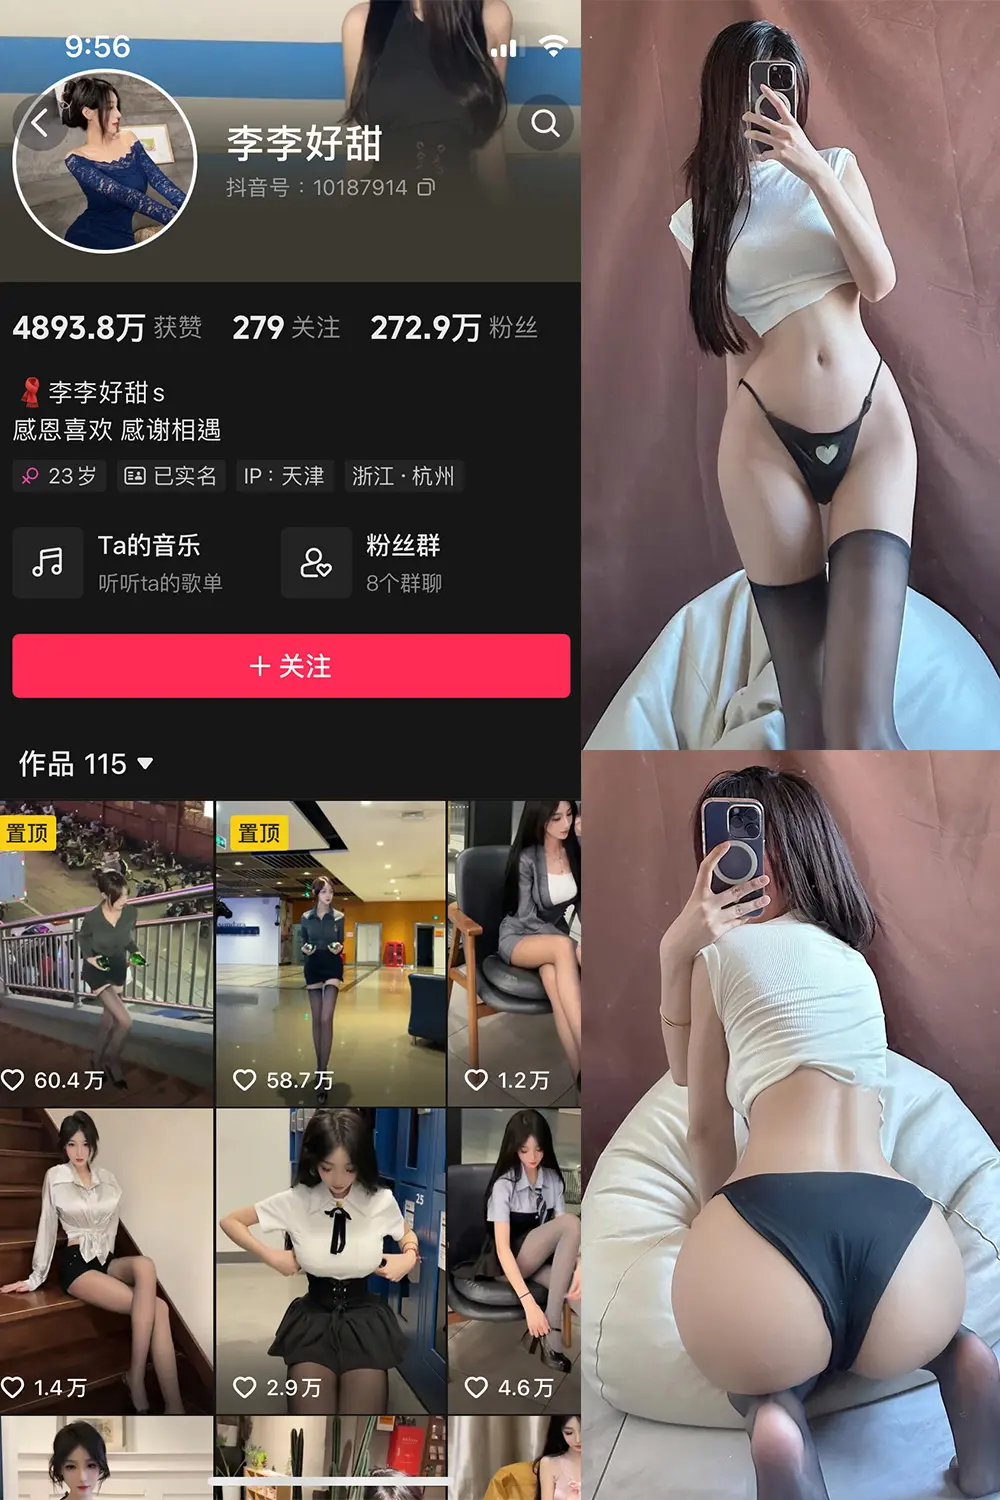 9:56
李李好甜
抖音号：10187914
4893.8万 获赞 279 关注 272.9万 粉丝
李李好甜s
感恩喜欢 感谢相遇
23岁 已实名 IP：天津 浙江·杭州
Ta的音乐
听听ta的歌单
粉丝群
8个群聊
+ 关注
作品 115
置顶
置顶
60.4万
58.7万
1.2万
25
1.4万
2.9万
4.6万